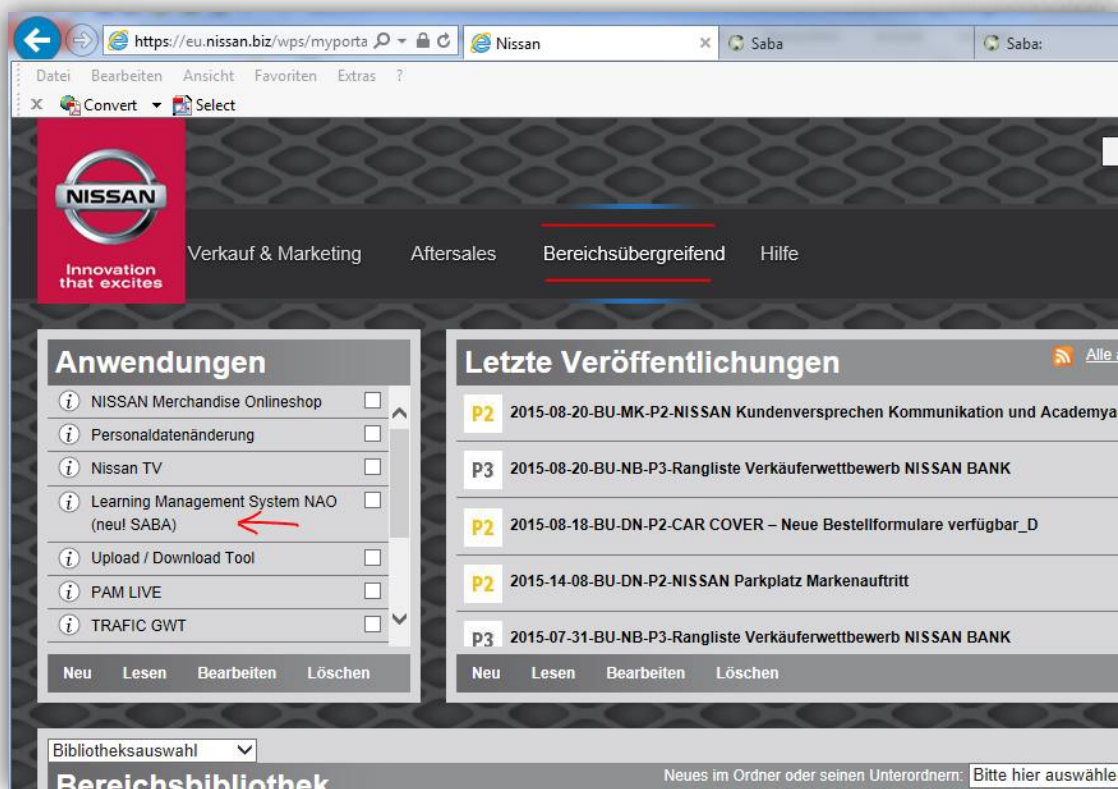 https://eu.nissan.biz/wps/myporta
Nissan
Saba
Saba:
Datei Bearbeiten Ansicht Favoriten Extras ?
Convert Select
NISSAN
Innovation
that excites
Verkauf & Marketing Aftersales Bereichsübergreifend Hilfe
Anwendungen
NISSAN Merchandise Onlineshop
Personaldatenänderung
Nissan TV
Learning Management System NAO
(neu! SABA)
Upload / Download Tool
PAM LIVE
TRAFIC GWT
Neu Lesen Bearbeiten Löschen
Letzte Veröffentlichungen
Alle
P2 2015-08-20-BU-MK-P2-NISSAN Kundenversprechen Kommunikation und Academya
P3 2015-08-20-BU-NB-P3-Rangliste Verkäuferwettbewerb NISSAN BANK
P2 2015-08-18-BU-DN-P2-CAR COVER – Neue Bestellformulare verfügbar_D
P2 2015-14-08-BU-DN-P2-NISSAN Parkplatz Markenauftritt
P3 2015-07-31-BU-NB-P3-Rangliste Verkäuferwettbewerb NISSAN BANK
Neu Lesen Bearbeiten Löschen
Bibliotheksauswahl
Bereichsbibliothek
Neues im Ordner oder seinen Unterordnern: Bitte hier auswähle